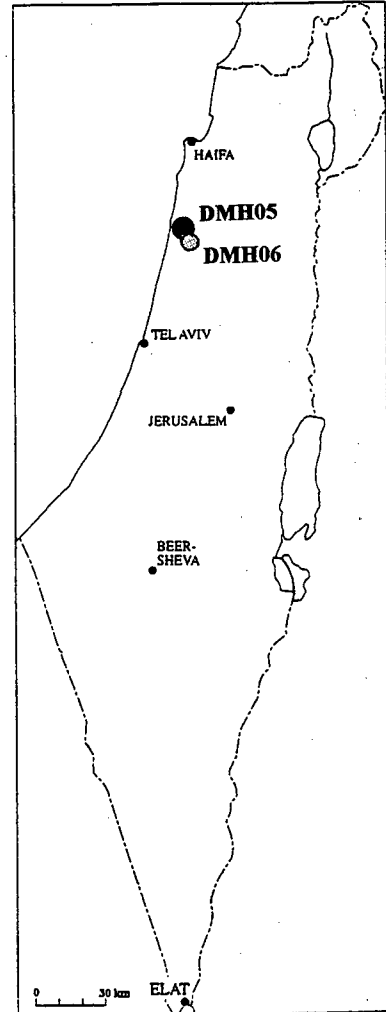 HAIFA
DMH05
DMH06
TEL AVIV
JERUSALEM
BEER-
SHEVA
0 30 km
ELAT